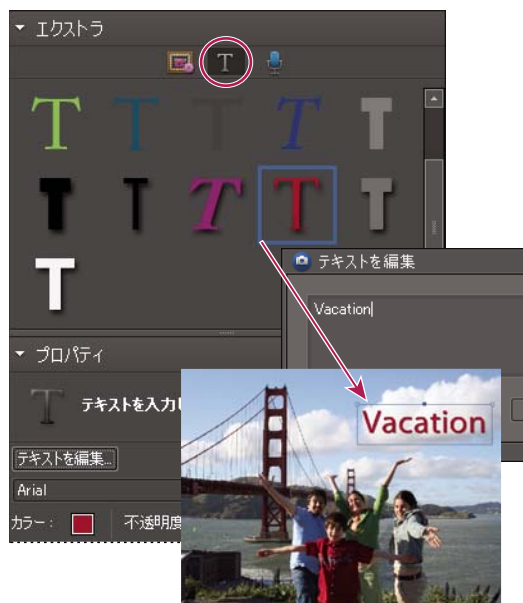 エクストラ
T
T T T T T
T T T T T
T
テキストを編集
Vacation
プロパティ
T
テキストを入力
Vacation
テキストを編集...
Arial
カラー：
不透明度